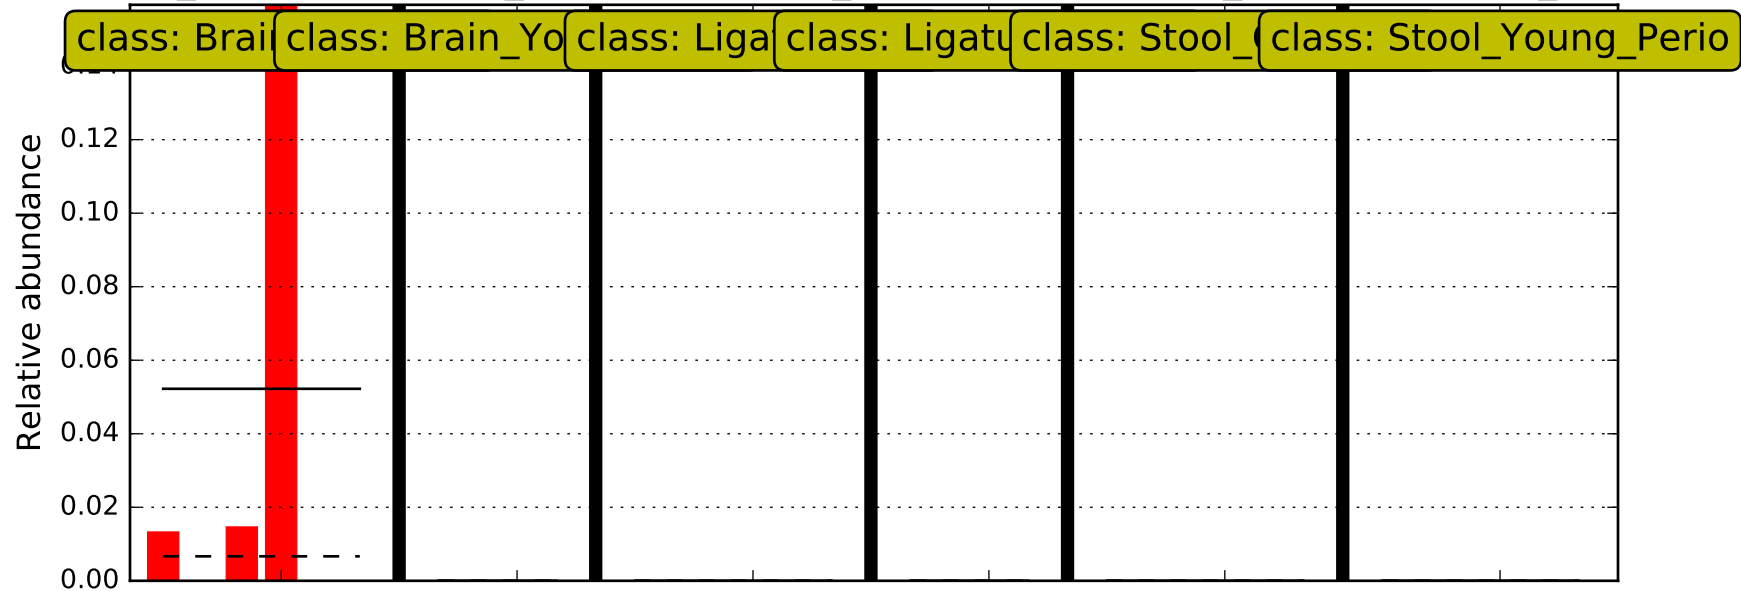 class: Brai
class: Brain_Yo
class: Liga
class: Ligatu
class: Stool_
class: Stool_Young_Perio
0.12
0.10
0.08
0.06
0.04
0.02
0.00
Relative abundance